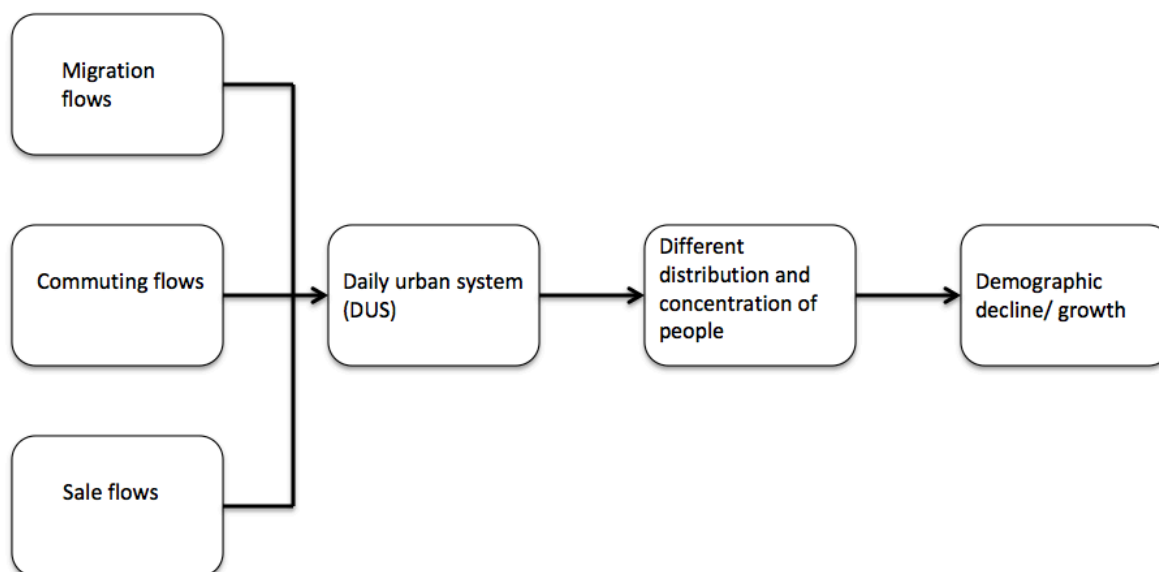 Migration
flows
Commuting flows
Sale flows
Daily urban system
(DUS)
Different
distribution and
concentration of
people
Demographic
decline/ growth